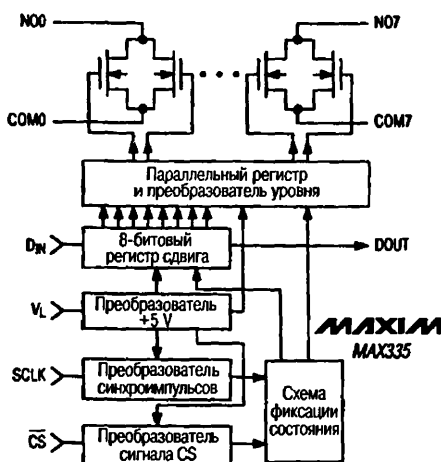 NO0
NO7
COM0
COM7
Параллельный регистр
и преобразователь уровня
DIN
8-битовый
регистр сдвига
DOUT
VL
Преобразователь
+5 V
MAXIM
MAX335
SCLK
Преобразователь
синхроимпульсов
Схема
фиксации
состояния
CS
Преобразователь
сигнала CS